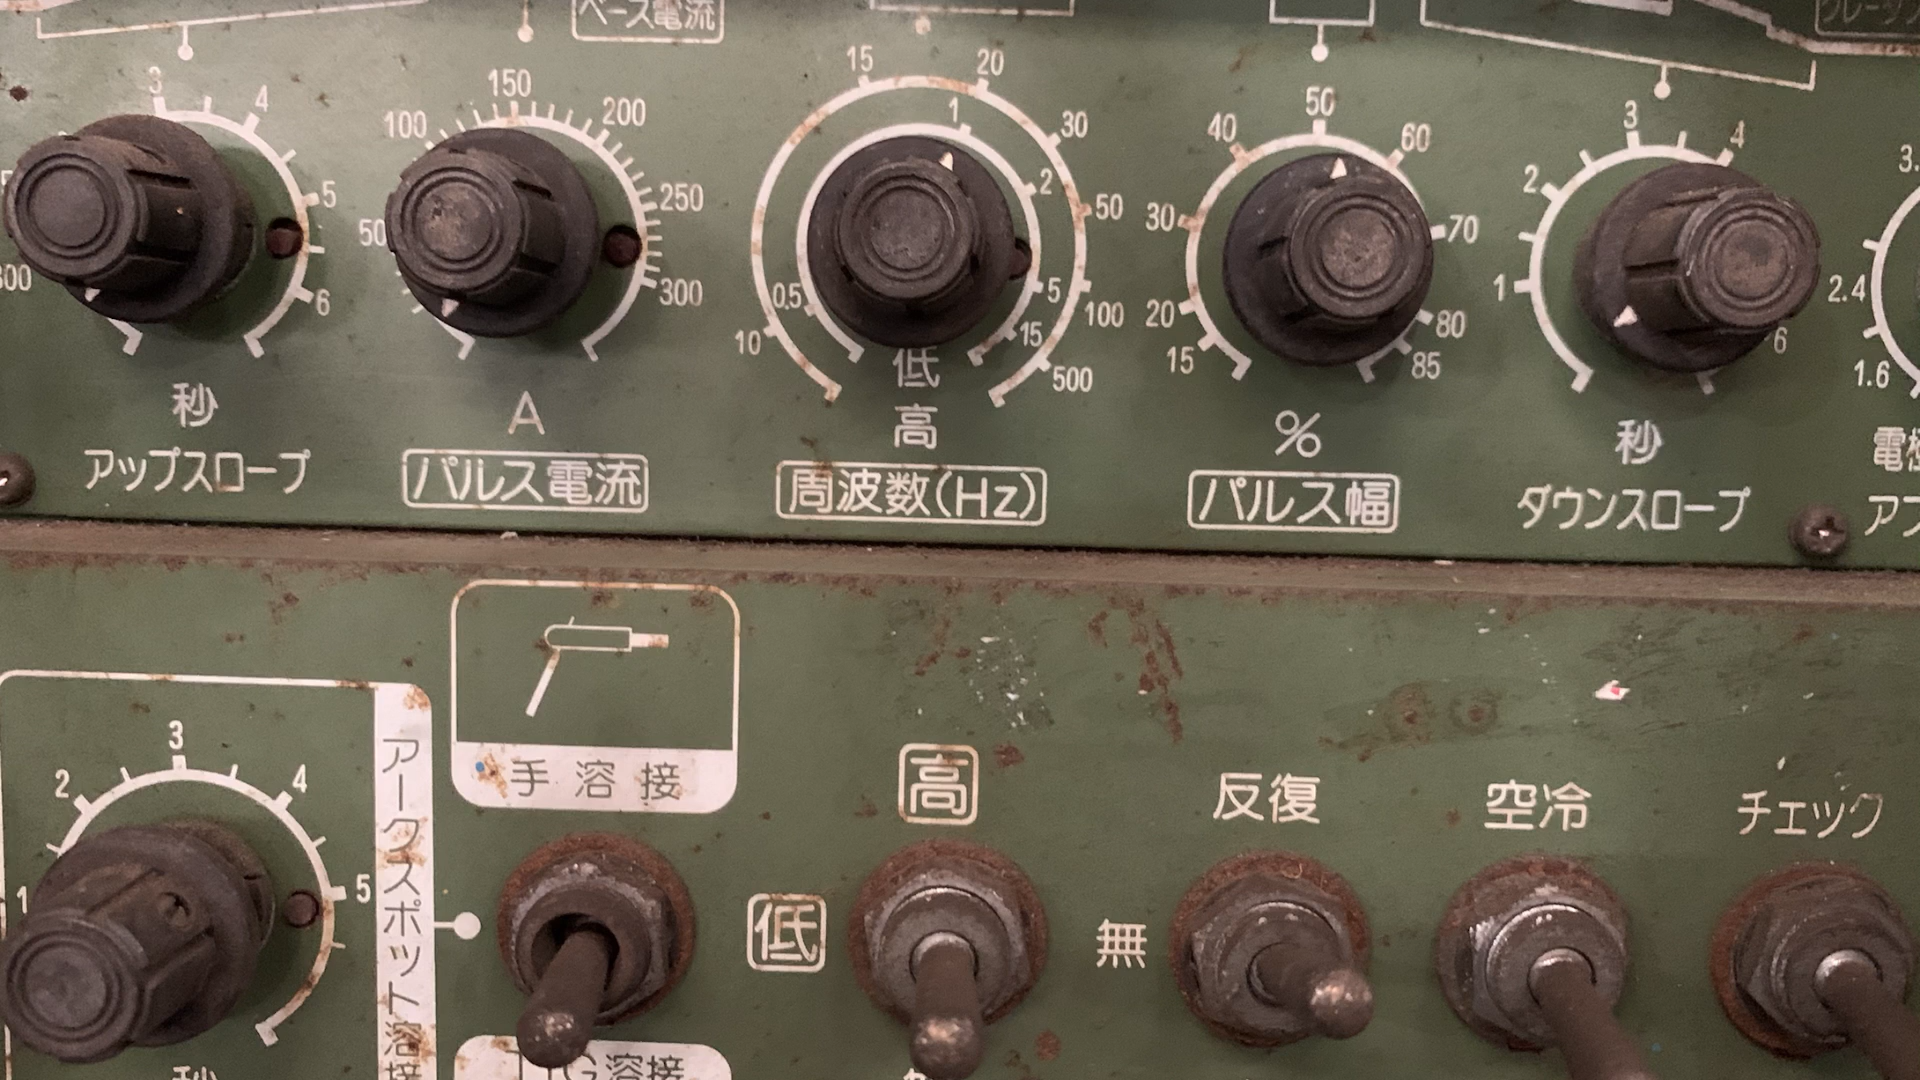 ベース電流
3 4 5 6
秒
アップスロープ
50 100 150 200 250 300
A
パルス電流
10 15 20 30 50 100 500
0.5 1 2 5 15
低
高
周波数(Hz)
15 20 30 40 50 60 70 80 85
%
パルス幅
1 2 3 4 6
秒
ダウンスロープ
2.4
1.6
1 2 3 4 5
秒
アークスポット溶接
手溶接
高
低
反復
無
空冷
チェック